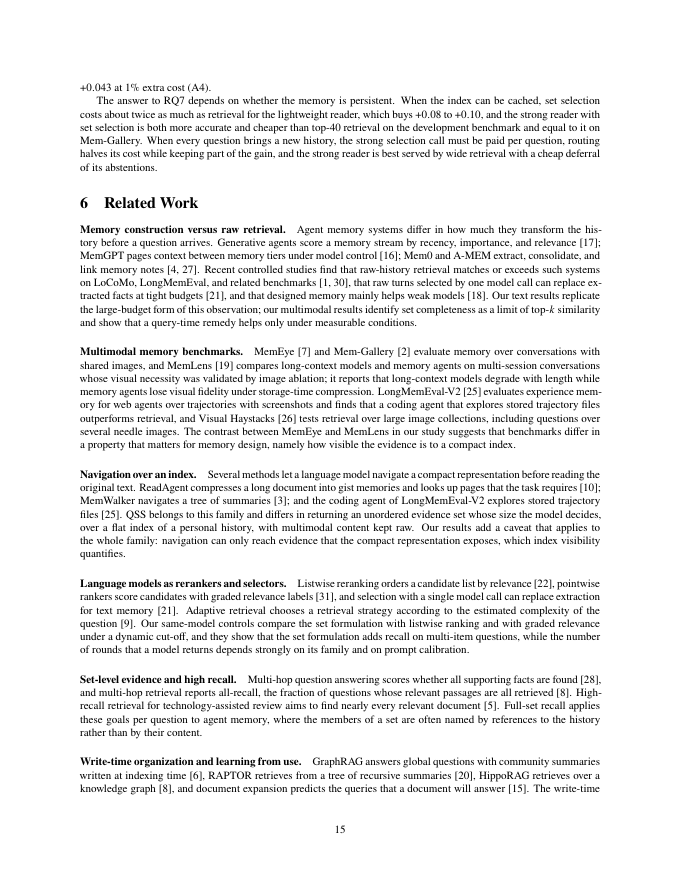 +0.043 at 1% extra cost (A4).
The answer to RQ7 depends on whether the memory is persistent. When the index can be cached, set selection
costs about twice as much as retrieval for the lightweight reader, which buys +0.08 to +0.10, and the strong reader with
set selection is both more accurate and cheaper than top-40 retrieval on the development benchmark and equal to it on
Mem-Gallery. When every question brings a new history, the strong selection call must be paid per question, routing
halves its cost while keeping part of the gain, and the strong reader is best served by wide retrieval with a cheap deferral
of its abstentions.
6 Related Work
Memory construction versus raw retrieval. Agent memory systems differ in how much they transform the his-
tory before a question arrives. Generative agents score a memory stream by recency, importance, and relevance [17];
MemGPT pages context between memory tiers under model control [16]; Mem0 and A-MEM extract, consolidate, and
link memory notes [4, 27]. Recent controlled studies find that raw-history retrieval matches or exceeds such systems
on LoCoMo, LongMemEval, and related benchmarks [1, 30], that raw turns selected by one model call can replace ex-
tracted facts at tight budgets [21], and that designed memory mainly helps weak models [18]. Our text results replicate
the large-budget form of this observation; our multimodal results identify set completeness as a limit of top-k similarity
and show that a query-time remedy helps only under measurable conditions.
Multimodal memory benchmarks. MemEye [7] and Mem-Gallery [2] evaluate memory over conversations with
shared images, and MemLens [19] compares long-context models and memory agents on multi-session conversations
whose visual necessity was validated by image ablation; it reports that long-context models degrade with length while
memory agents lose visual fidelity under storage-time compression. LongMemEval-V2 [25] evaluates experience mem-
ory for web agents over trajectories with screenshots and finds that a coding agent that explores stored trajectory files
outperforms retrieval, and Visual Haystacks [26] tests retrieval over large image collections, including questions over
several needle images. The contrast between MemEye and MemLens in our study suggests that benchmarks differ in
a property that matters for memory design, namely how visible the evidence is to a compact index.
Navigation over an index. Several methods let a language model navigate a compact representation before reading the
original text. ReadAgent compresses a long document into gist memories and looks up pages that the task requires [10];
MemWalker navigates a tree of summaries [3]; and the coding agent of LongMemEval-V2 explores stored trajectory
files [25]. QSS belongs to this family and differs in returning an unordered evidence set whose size the model decides,
over a flat index of a personal history, with multimodal content kept raw. Our results add a caveat that applies to
the whole family: navigation can only reach evidence that the compact representation exposes, which index visibility
quantifies.
Language models as rerankers and selectors. Listwise reranking orders a candidate list by relevance [22], pointwise
rankers score candidates with graded relevance labels [31], and selection with a single model call can replace extraction
for text memory [21]. Adaptive retrieval chooses a retrieval strategy according to the estimated complexity of the
question [9]. Our same-model controls compare the set formulation with listwise ranking and with graded relevance
under a dynamic cut-off, and they show that the set formulation adds recall on multi-item questions, while the number
of rounds that a model returns depends strongly on its family and on prompt calibration.
Set-level evidence and high recall. Multi-hop question answering scores whether all supporting facts are found [28],
and multi-hop retrieval reports all-recall, the fraction of questions whose relevant passages are all retrieved [8]. High-
recall retrieval for technology-assisted review aims to find nearly every relevant document [5]. Full-set recall applies
these goals per question to agent memory, where the members of a set are often named by references to the history
rather than by their content.
Write-time organization and learning from use. GraphRAG answers global questions with community summaries
written at indexing time [6], RAPTOR retrieves from a tree of recursive summaries [20], HippoRAG retrieves over a
knowledge graph [8], and document expansion predicts the queries that a document will answer [15]. The write-time
15